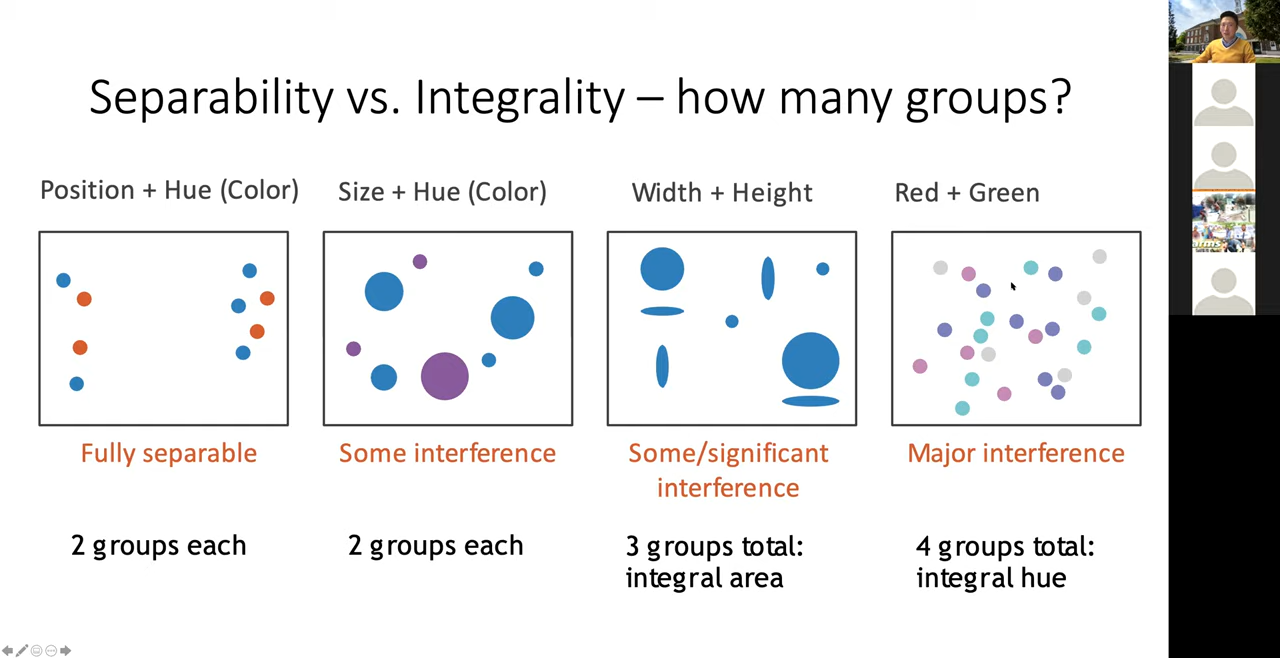 Separability vs. Integrality – how many groups?
Position + Hue (Color)
Size + Hue (Color)
Width + Height
Red + Green
Fully separable
Some interference
Some/significant
interference
Major interference
2 groups each
2 groups each
3 groups total:
integral area
4 groups total:
integral hue